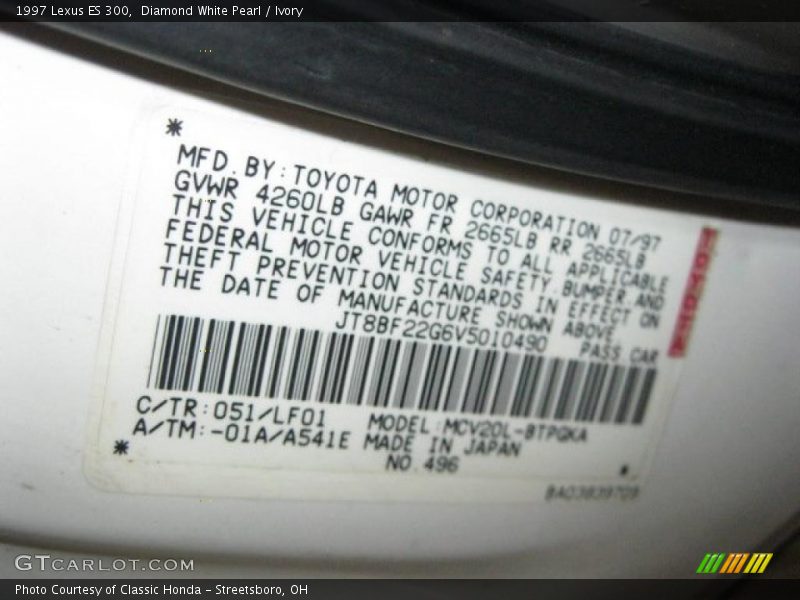 1997 Lexus ES 300, Diamond White Pearl / Ivory
MFD. BY: TOYOTA MOTOR CORPORATION 07/97
GVWR 4260LB GAWR FR 2665LB RR 2665LB
THIS VEHICLE CONFORMS TO ALL APPLICABLE
FEDERAL MOTOR VEHICLE SAFETY, BUMPER, AND
THEFT PREVENTION STANDARDS IN EFFECT ON
THE DATE OF MANUFACTURE SHOWN ABOVE.
JT8BF22G6V5010490 PASS. CAR
C/TR: 051/LF01 MODEL: MCV20L-BTPGKA
A/TM: -01A/A541E MADE IN JAPAN
NO. 496
GTCARLOT.COM
Photo Courtesy of Classic Honda - Streetsboro, OH